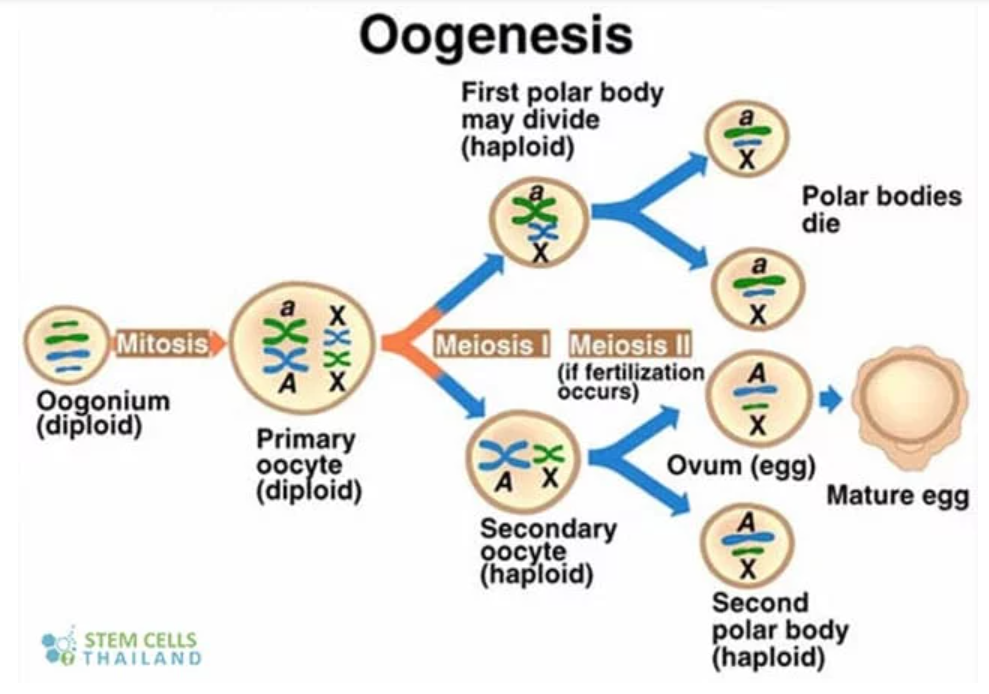 Oogenesis
First polar body
may divide
(haploid)
a
X
a
X
Polar bodies
die
a
X
Oogonium
(diploid)
Mitosis
a
X
A
X
Primary
oocyte
(diploid)
Meiosis I
Meiosis II
(if fertilization
occurs)
A
X
Secondary
oocyte
(haploid)
A
X
Ovum (egg)
Mature egg
A
X
Second
polar body
(haploid)
STEM CELLS
THAILAND